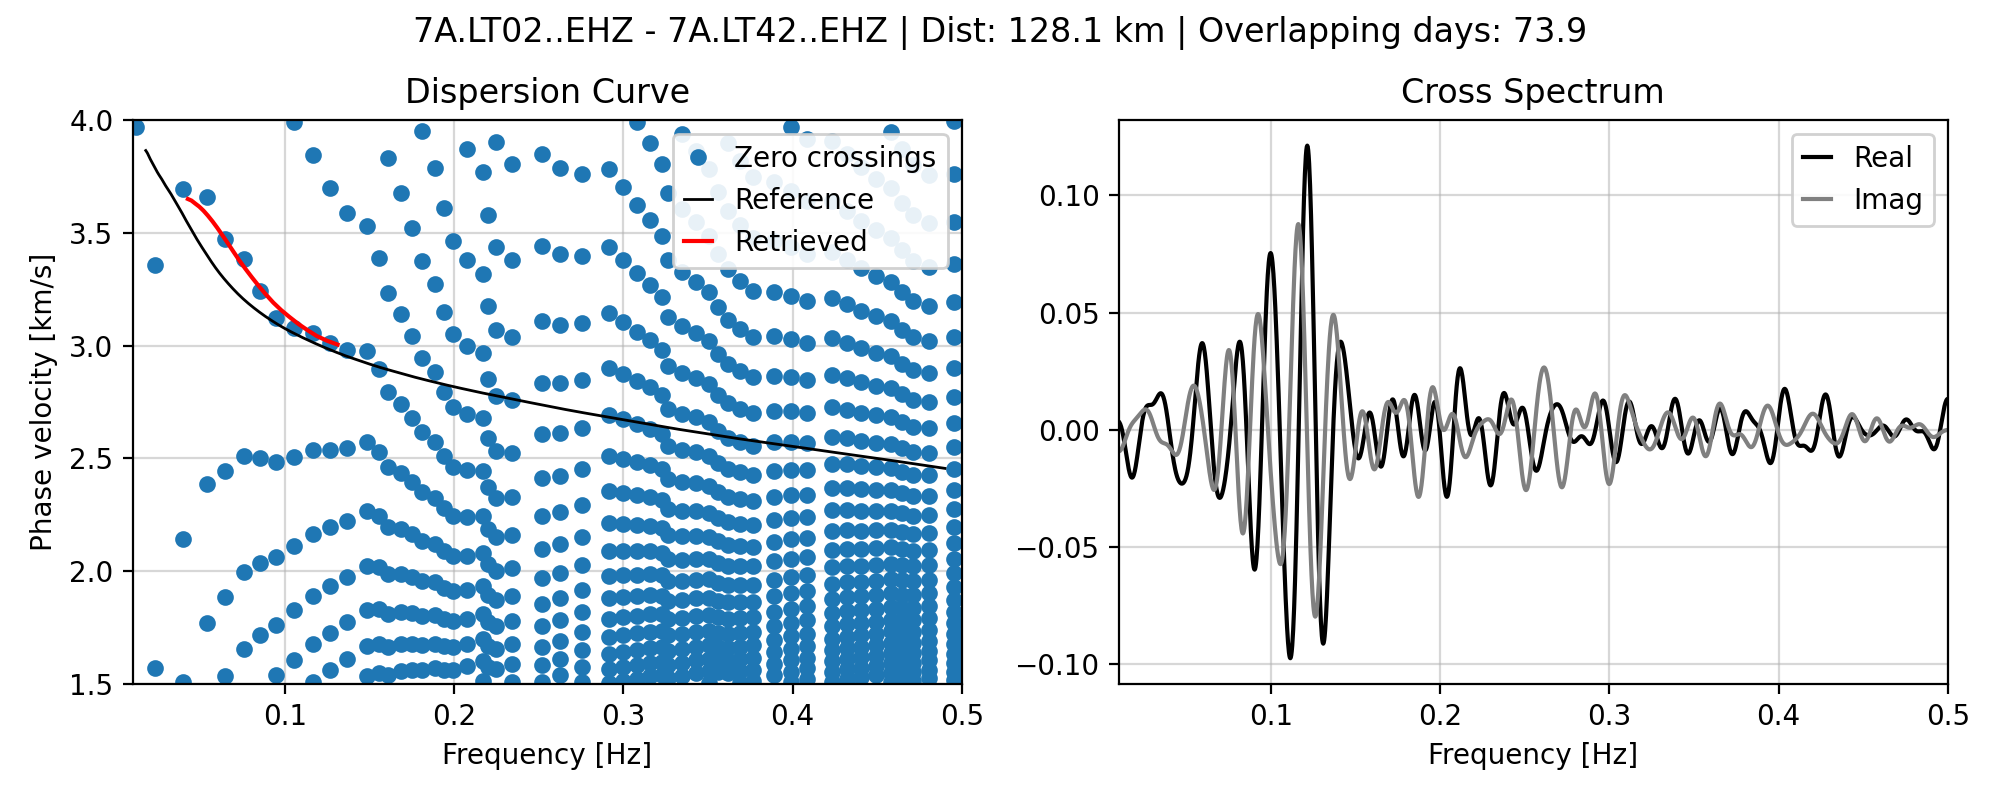 7A.LT02..EHZ - 7A.LT42..EHZ | Dist: 128.1 km | Overlapping days: 73.9
Dispersion Curve
4.0
3.5
3.0
2.5
2.0
1.5
Phase velocity [km/s]
0.1
0.2
0.3
0.4
0.5
Frequency [Hz]
Zero crossings
Reference
Retrieved
Cross Spectrum
0.10
0.05
0.00
−0.05
−0.10
0.1
0.2
0.3
0.4
0.5
Frequency [Hz]
Real
Imag